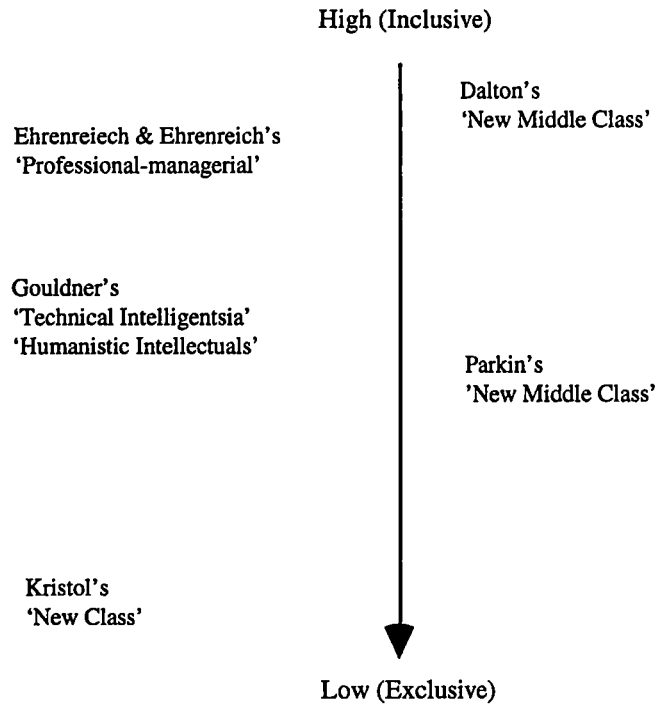 High (Inclusive)
Dalton's
'New Middle Class'
Ehrenreiech & Ehrenreich's
'Professional-managerial'
Gouldner's
'Technical Intelligentsia'
'Humanistic Intellectuals'
Parkin's
'New Middle Class'
Kristol's
'New Class'
Low (Exclusive)